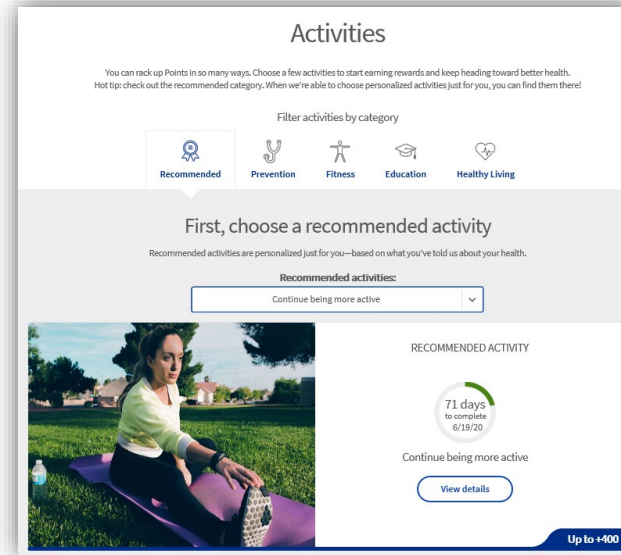 Activities
You can rack up Points in so many ways. Choose a few activities to start earning rewards and keep heading toward better health.
Hot tip: check out the recommended category. When we're able to choose personalized activities just for you, you can find them there!
Filter activities by category
Recommended
Prevention
Fitness
Education
Healthy Living
First, choose a recommended activity
Recommended activities are personalized just for you—based on what you've told us about your health.
Recommended activities:
Continue being more active
RECOMMENDED ACTIVITY
71 days
to complete
6/19/20
Continue being more active
View details
Up to +400